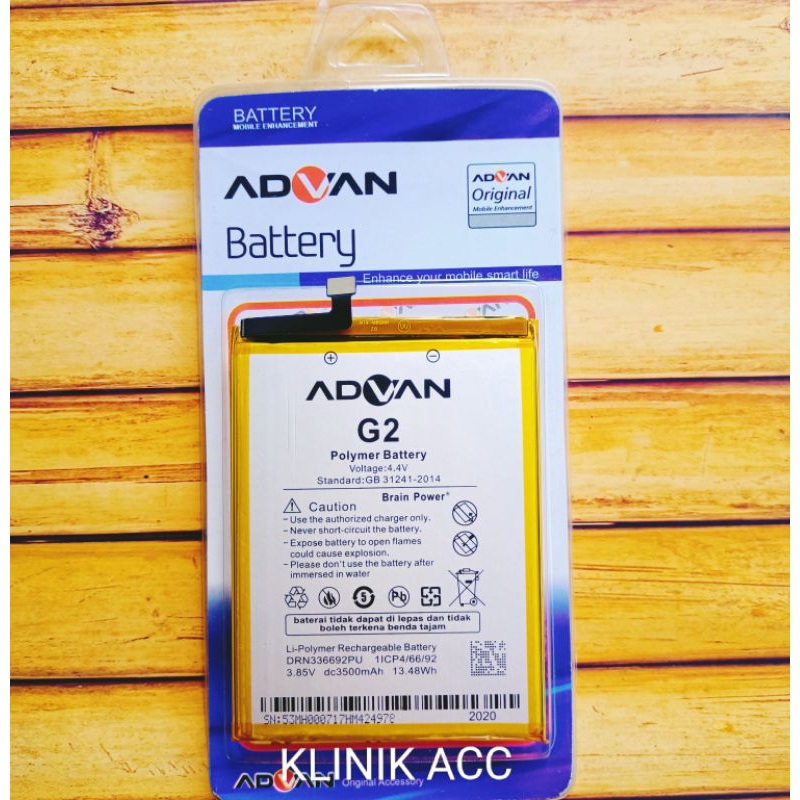 BATTERY
MOBILE ENHANCEMENT
ADVAN
ADVAN
Original
Mobile Enhancement
Battery
Enhance your mobile smart life
ADVAN
G2
Polymer Battery
Voltage:4.4V
Standard:GB 31241-2014
Brain Power®
Caution
- Use the authorized charger only.
- Never short-circuit the battery.
- Expose battery to open flames
could cause explosion.
- Please don't use the battery after
immersed in water
5
Pb
baterai tidak dapat di lepas dan tidak
boleh terkena benda tajam
Li-Polymer Rechargeable Battery
DRN336692PU 1ICP4/66/92
3.85V dc3500mAh 13.48Wh
SN:53MH000717HM424978
2020
KLINIK ACC
ADVAN Original Accessory